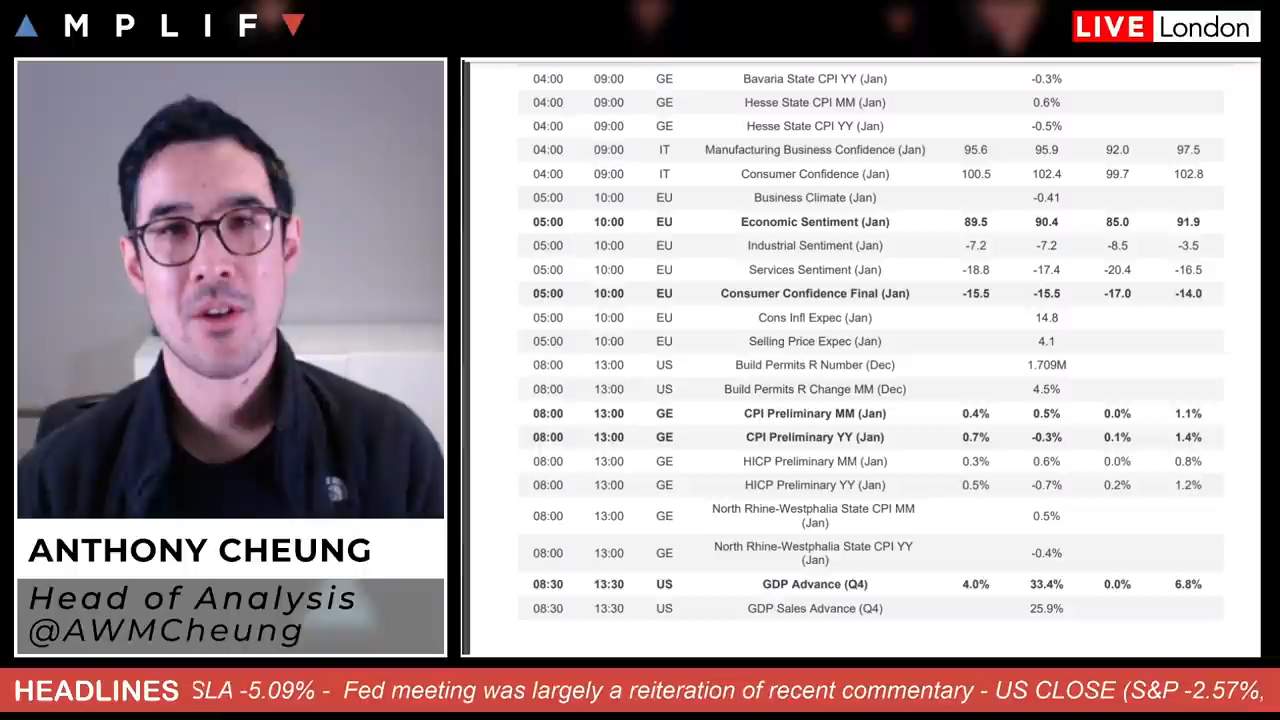 AMPLIFY
LIVE London
04:00 09:00 GE Bavaria State CPI YY (Jan) -0.3%
04:00 09:00 GE Hesse State CPI MM (Jan) 0.6%
04:00 09:00 GE Hesse State CPI YY (Jan) -0.5%
04:00 09:00 IT Manufacturing Business Confidence (Jan) 95.6 95.9 92.0 97.5
04:00 09:00 IT Consumer Confidence (Jan) 100.5 102.4 99.7 102.8
05:00 10:00 EU Business Climate (Jan) -0.41
05:00 10:00 EU Economic Sentiment (Jan) 89.5 90.4 85.0 91.9
05:00 10:00 EU Industrial Sentiment (Jan) -7.2 -7.2 -8.5 -3.5
05:00 10:00 EU Services Sentiment (Jan) -18.8 -17.4 -20.4 -16.5
05:00 10:00 EU Consumer Confidence Final (Jan) -15.5 -15.5 -17.0 -14.0
05:00 10:00 EU Cons Infl Expec (Jan) 14.8
05:00 10:00 EU Selling Price Expec (Jan) 4.1
08:00 13:00 US Build Permits R Number (Dec) 1.709M
08:00 13:00 US Build Permits R Change MM (Dec) 4.5%
08:00 13:00 GE CPI Preliminary MM (Jan) 0.4% 0.5% 0.0% 1.1%
08:00 13:00 GE CPI Preliminary YY (Jan) 0.7% -0.3% 0.1% 1.4%
08:00 13:00 GE HICP Preliminary MM (Jan) 0.3% 0.6% 0.0% 0.8%
08:00 13:00 GE HICP Preliminary YY (Jan) 0.5% -0.7% 0.2% 1.2%
08:00 13:00 GE North Rhine-Westphalia State CPI MM (Jan) 0.5%
08:00 13:00 GE North Rhine-Westphalia State CPI YY (Jan) -0.4%
08:30 13:30 US GDP Advance (Q4) 4.0% 33.4% 0.0% 6.8%
08:30 13:30 US GDP Sales Advance (Q4) 25.9%
ANTHONY CHEUNG
Head of Analysis
@AWMCheung
HEADLINES SLA -5.09% - Fed meeting was largely a reiteration of recent commentary - US CLOSE (S&P -2.57%,